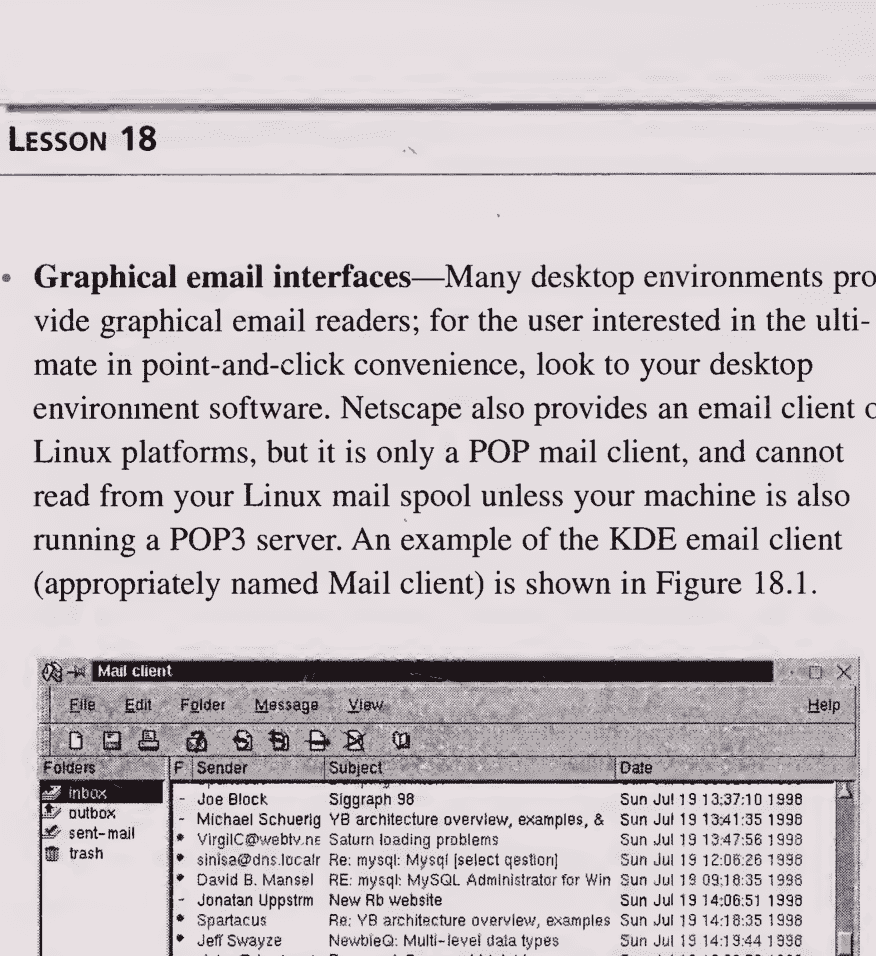 LESSON 18
• Graphical email interfaces—Many desktop environments pro
vide graphical email readers; for the user interested in the ulti-
mate in point-and-click convenience, look to your desktop
environment software. Netscape also provides an email client o
Linux platforms, but it is only a POP mail client, and cannot
read from your Linux mail spool unless your machine is also
running a POP3 server. An example of the KDE email client
(appropriately named Mail client) is shown in Figure 18.1.
Mail client
File Edit Folder Message View Help
Folders F Sender Subject Date
inbox
outbox
sent-mail
trash
- Joe Block Siggraph 98 Sun Jul 19 13:37:10 1998
- Michael Schuerig YB architecture overview, examples, & Sun Jul 19 13:41:35 1998
• VirgilC@webtv.ne Saturn loading problems Sun Jul 19 13:47:56 1998
• sinisa@dns.localr Re: mysql: Mysql [select qestion] Sun Jul 19 12:06:26 1998
• David B. Mansel RE: mysql: MySQL Administrator for Win Sun Jul 19 09:18:35 1998
- Jonatan Uppstrm New Rb website Sun Jul 19 14:06:51 1998
• Spartacus Re: YB architecture overview, examples Sun Jul 19 14:18:35 1998
• Jeff Swayze NewbieQ: Multi-level data types Sun Jul 19 14:13:44 1998